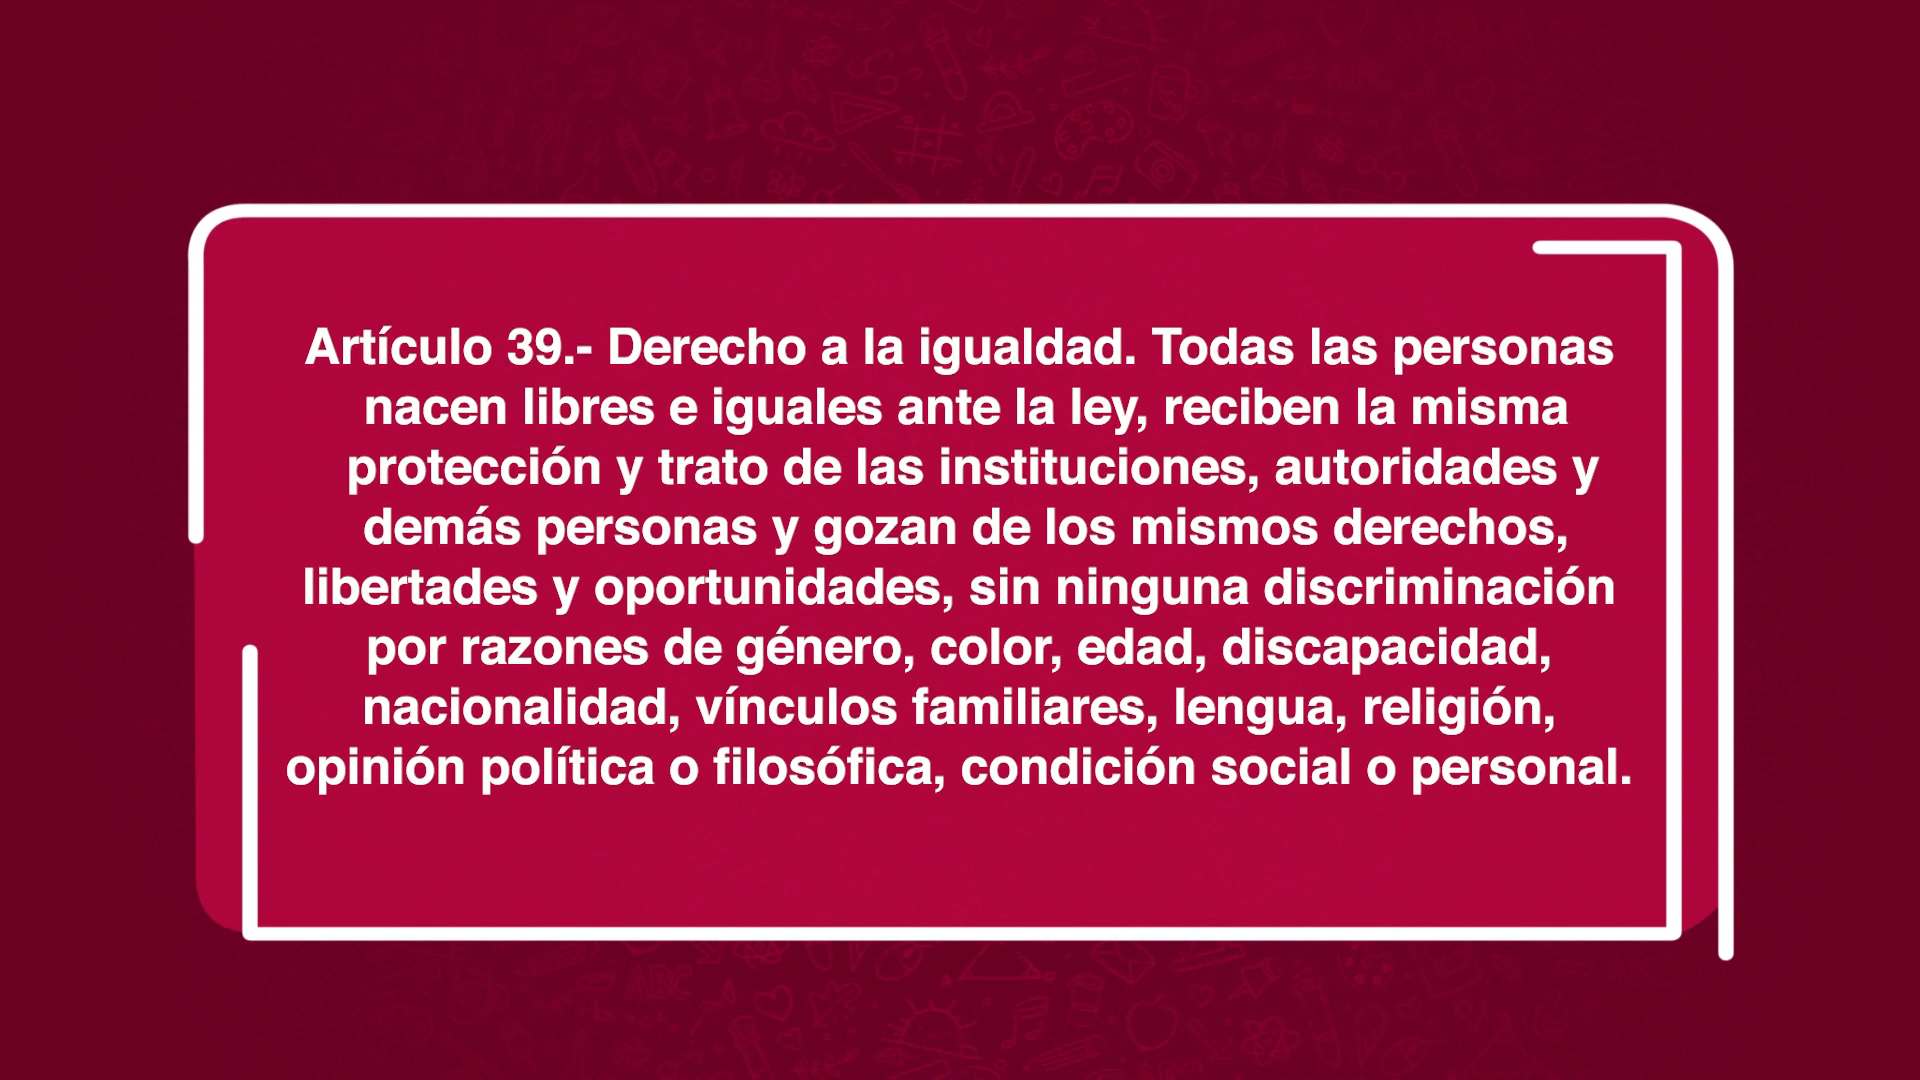 Artículo 39.- Derecho a la igualdad. Todas las personas
nacen libres e iguales ante la ley, reciben la misma
protección y trato de las instituciones, autoridades y
demás personas y gozan de los mismos derechos,
libertades y oportunidades, sin ninguna discriminación
por razones de género, color, edad, discapacidad,
nacionalidad, vínculos familiares, lengua, religión,
opinión política o filosófica, condición social o personal.
ABC